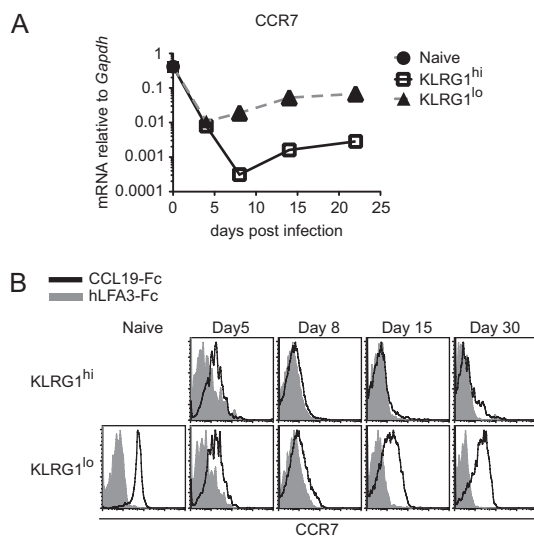 A
CCR7
mRNA relative to Gapdh
1
0.1
0.01
0.001
0.0001
0 5 10 15 20 25
days post infection
Naive
KLRG1hi
KLRG1lo
B
CCL19-Fc
hLFA3-Fc
Naive Day5 Day 8 Day 15 Day 30
KLRG1hi
KLRG1lo
CCR7